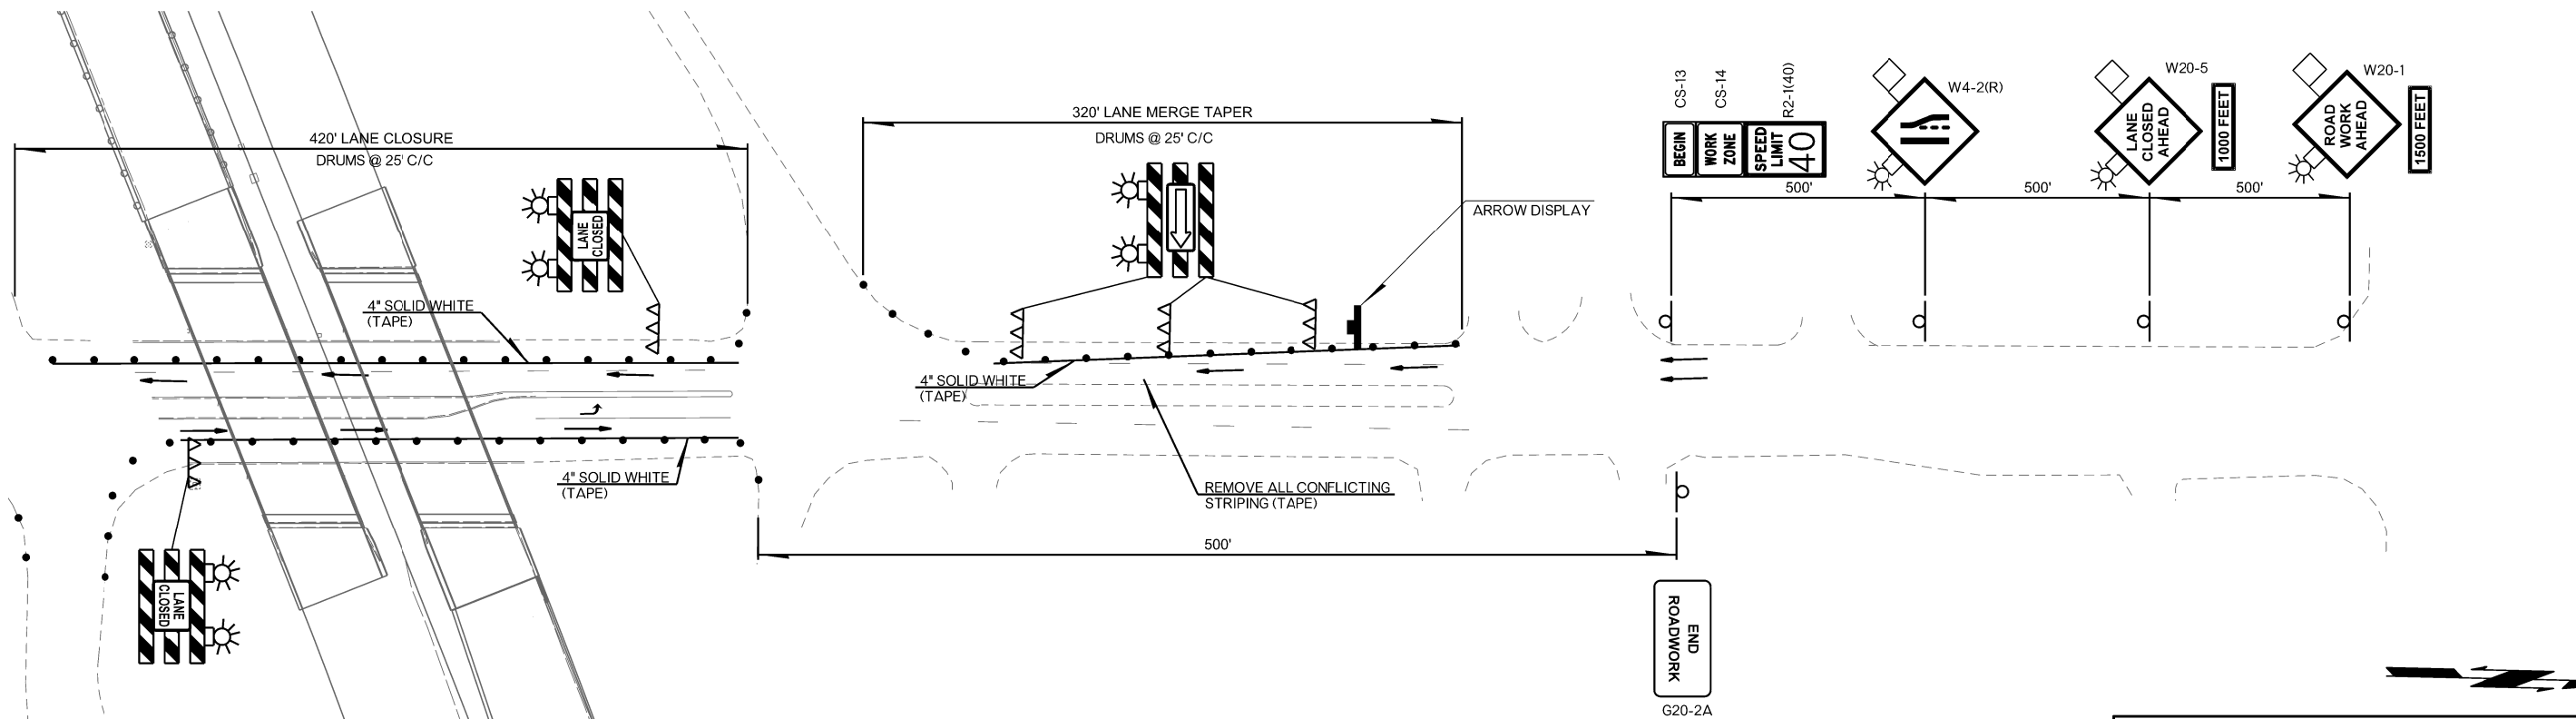 420' LANE CLOSURE
DRUMS @ 25' C/C
LANE
CLOSED
4" SOLID WHITE
(TAPE)
4" SOLID WHITE
(TAPE)
LANE
CLOSED
320' LANE MERGE TAPER
DRUMS @ 25' C/C
ARROW DISPLAY
4" SOLID WHITE
(TAPE)
REMOVE ALL CONFLICTING
STRIPING (TAPE)
500'
CS-13
CS-14
R2-1(40)
BEGIN
WORK
ZONE
SPEED
LIMIT
40
500'
W4-2(R)
500'
W20-5
LANE
CLOSED
AHEAD
1000 FEET
500'
W20-1
ROAD
WORK
AHEAD
1500 FEET
END
ROADWORK
G20-2A